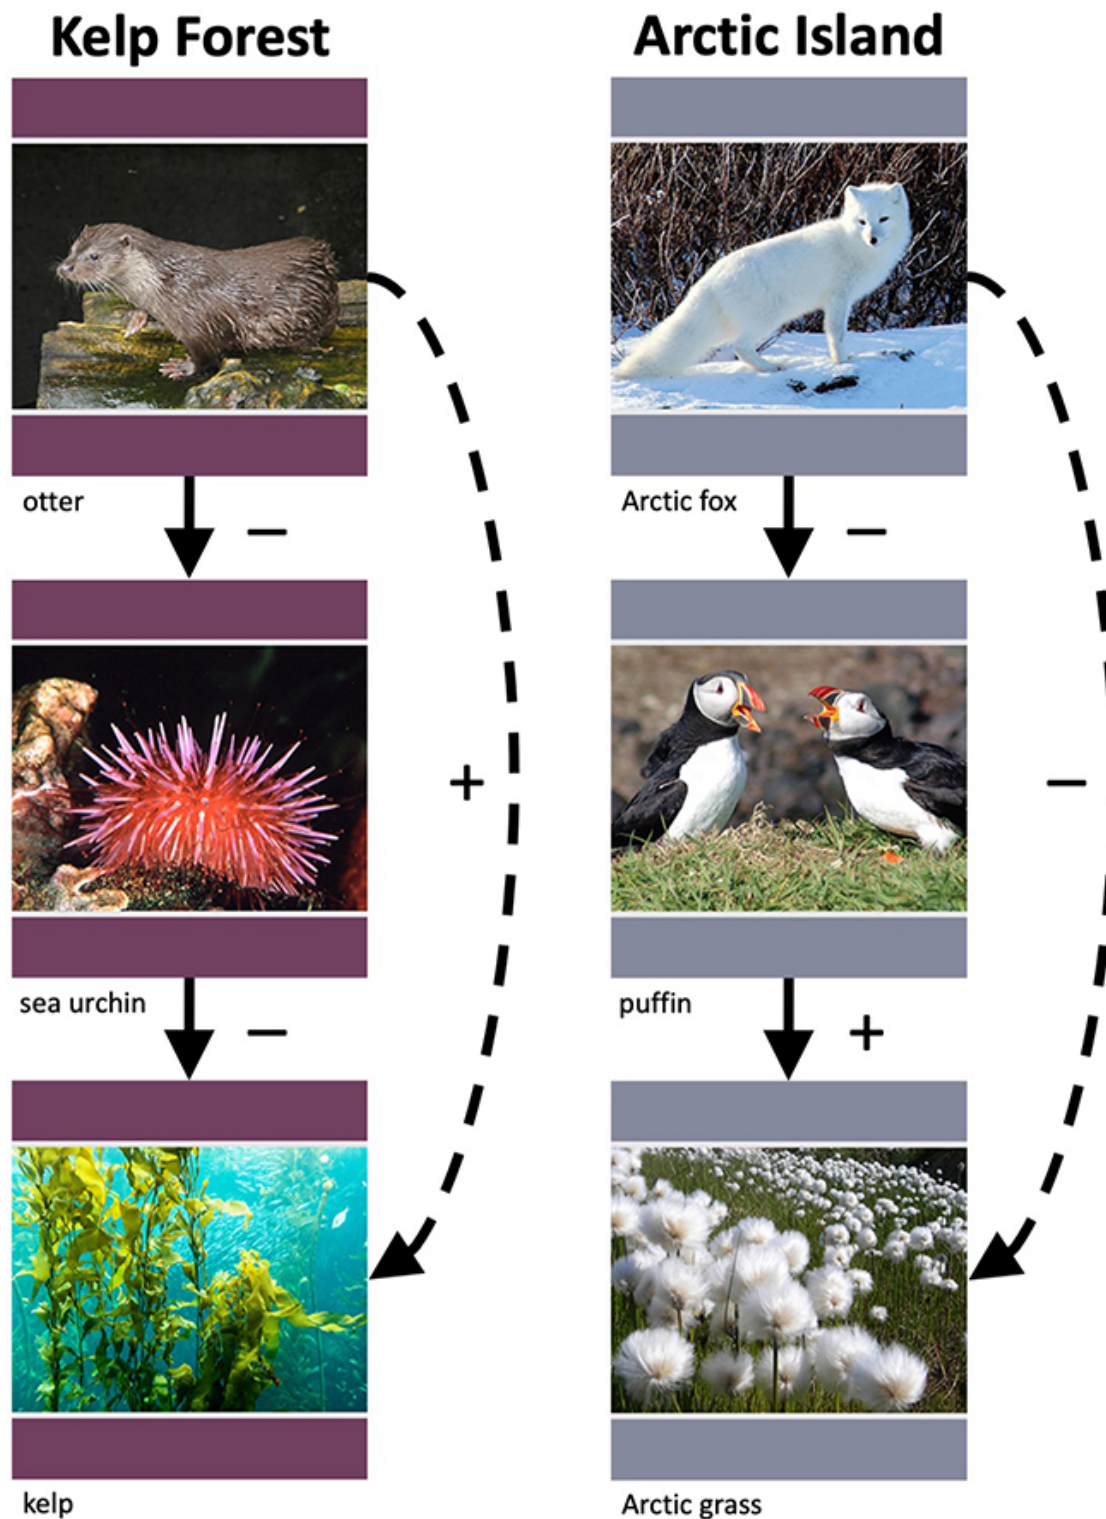 Kelp Forest
Arctic Island
otter
Arctic fox
−
−
sea urchin
puffin
+
−
−
+
kelp
Arctic grass